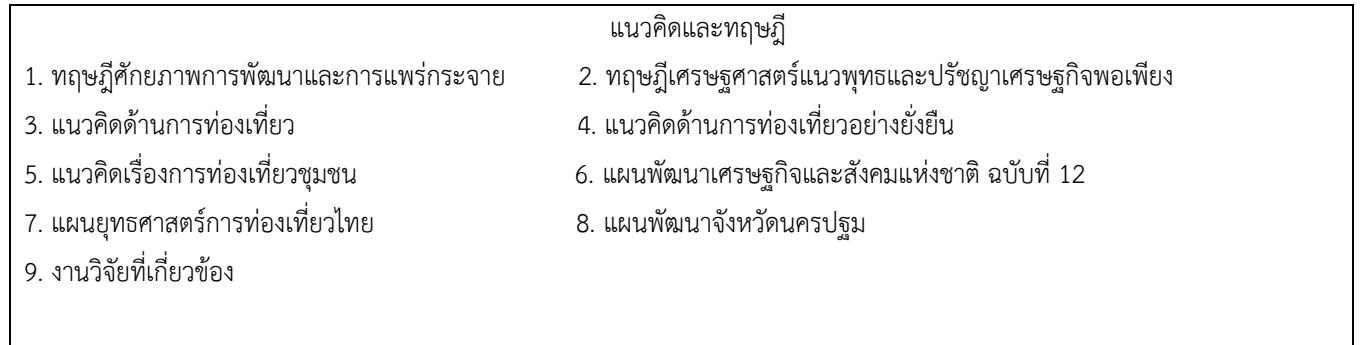 แนวคิดและทฤษฎี
1. ทฤษฎีศักยภาพการพัฒนาและการแพร่กระจาย 2. ทฤษฎีเศรษฐศาสตร์แนวพุทธและปรัชญาเศรษฐกิจพอเพียง
3. แนวคิดด้านการท่องเที่ยว 4. แนวคิดด้านการท่องเที่ยวอย่างยั่งยืน
5. แนวคิดเรื่องการท่องเที่ยวชุมชน 6. แผนพัฒนาเศรษฐกิจและสังคมแห่งชาติ ฉบับที่ 12
7. แผนยุทธศาสตร์การท่องเที่ยวไทย 8. แผนพัฒนาจังหวัดนครปฐม
9. งานวิจัยที่เกี่ยวข้อง